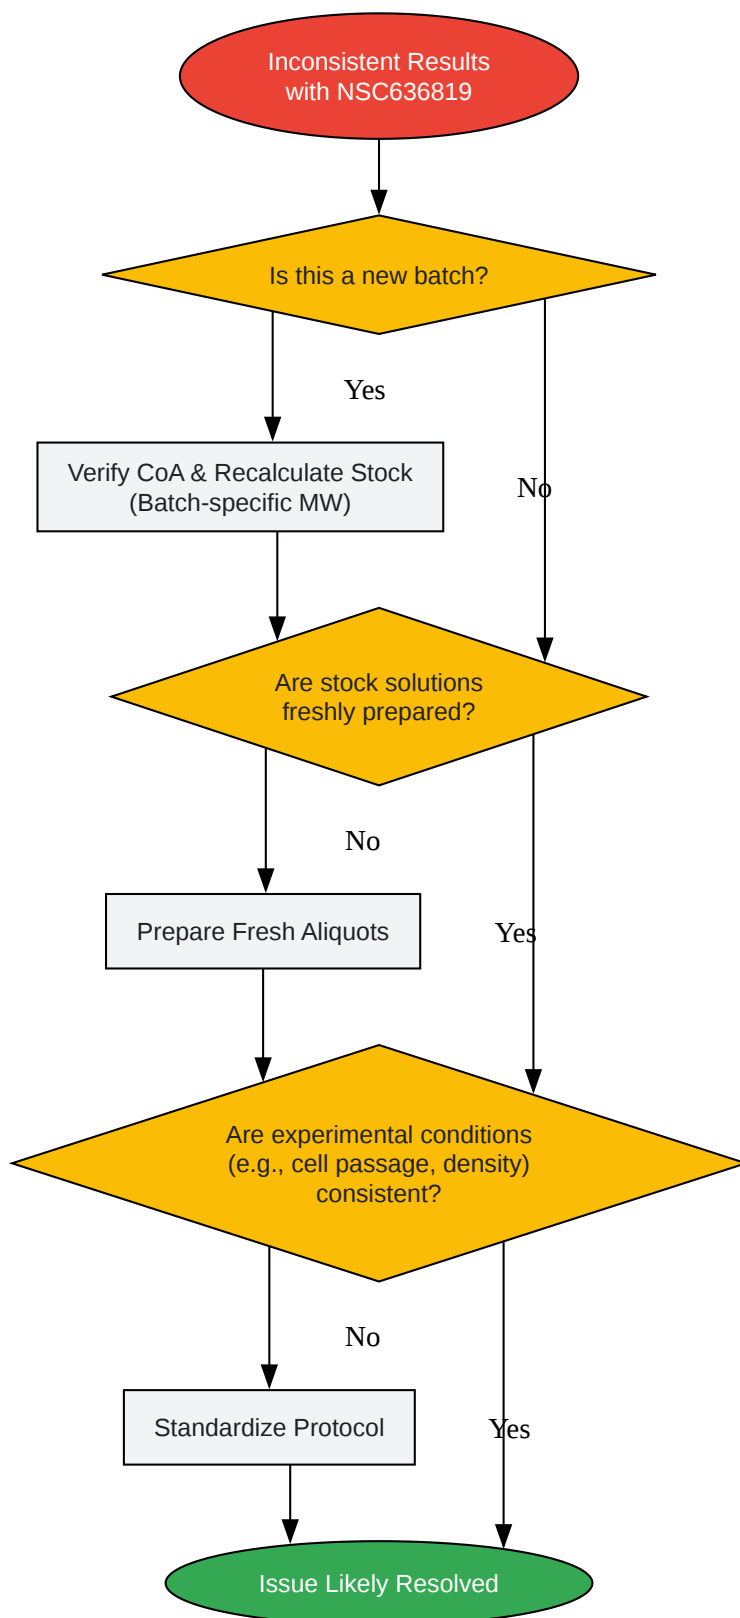 Inconsistent Results
with NSC636819
Is this a new batch?
Yes
Verify CoA & Recalculate Stock
(Batch-specific MW)
No
Are stock solutions
freshly prepared?
No
Prepare Fresh Aliquots
Yes
Are experimental conditions
(e.g., cell passage, density)
consistent?
No
Standardize Protocol
Yes
Issue Likely Resolved